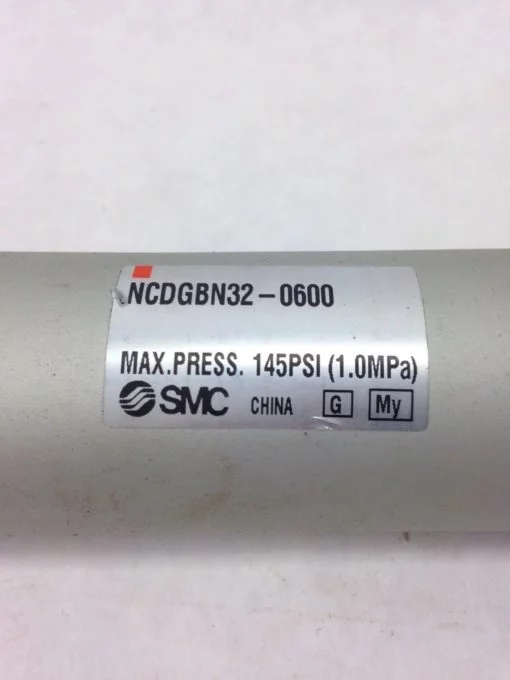 NCDGBN32-0600
MAX.PRESS. 145PSI (1.0MPa)
SMC CHINA G My